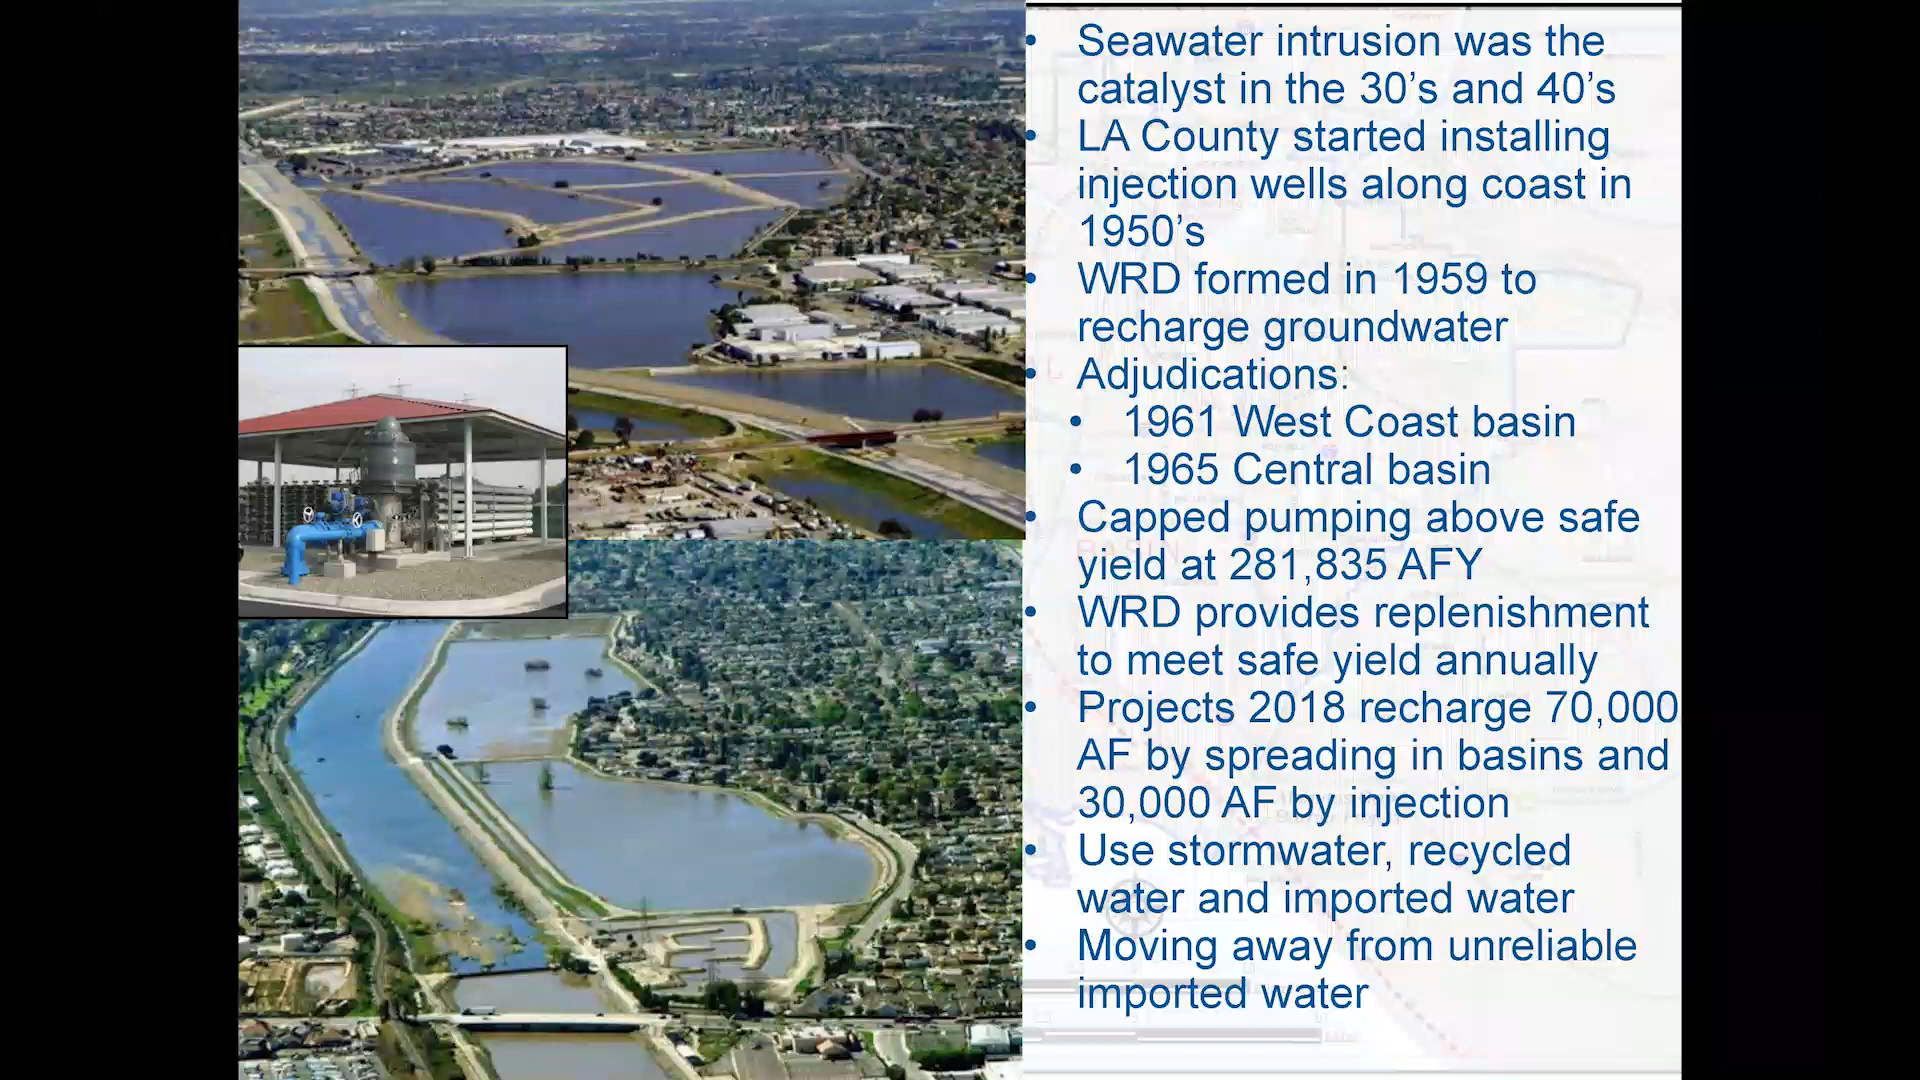 • Seawater intrusion was the
catalyst in the 30’s and 40’s
• LA County started installing
injection wells along coast in
1950’s
• WRD formed in 1959 to
recharge groundwater
• Adjudications:
• 1961 West Coast basin
• 1965 Central basin
• Capped pumping above safe
yield at 281,835 AFY
• WRD provides replenishment
to meet safe yield annually
• Projects 2018 recharge 70,000
AF by spreading in basins and
30,000 AF by injection
• Use stormwater, recycled
water and imported water
• Moving away from unreliable
imported water